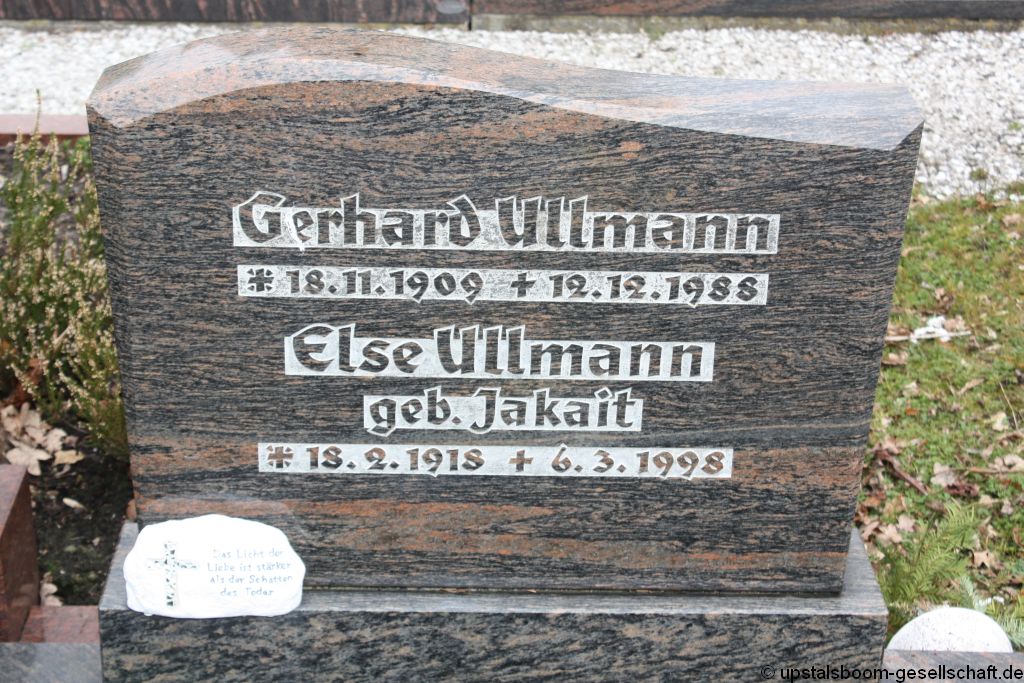 Gerhard Ullmann
* 18.11.1909 + 12.12.1988
Else Ullmann
geb. Jakait
* 18.2.1918 + 6.3.1998
Das Licht der
Liebe ist stärker
als der Schatten
des Todes
© upstalsboom-gesellschaft.de